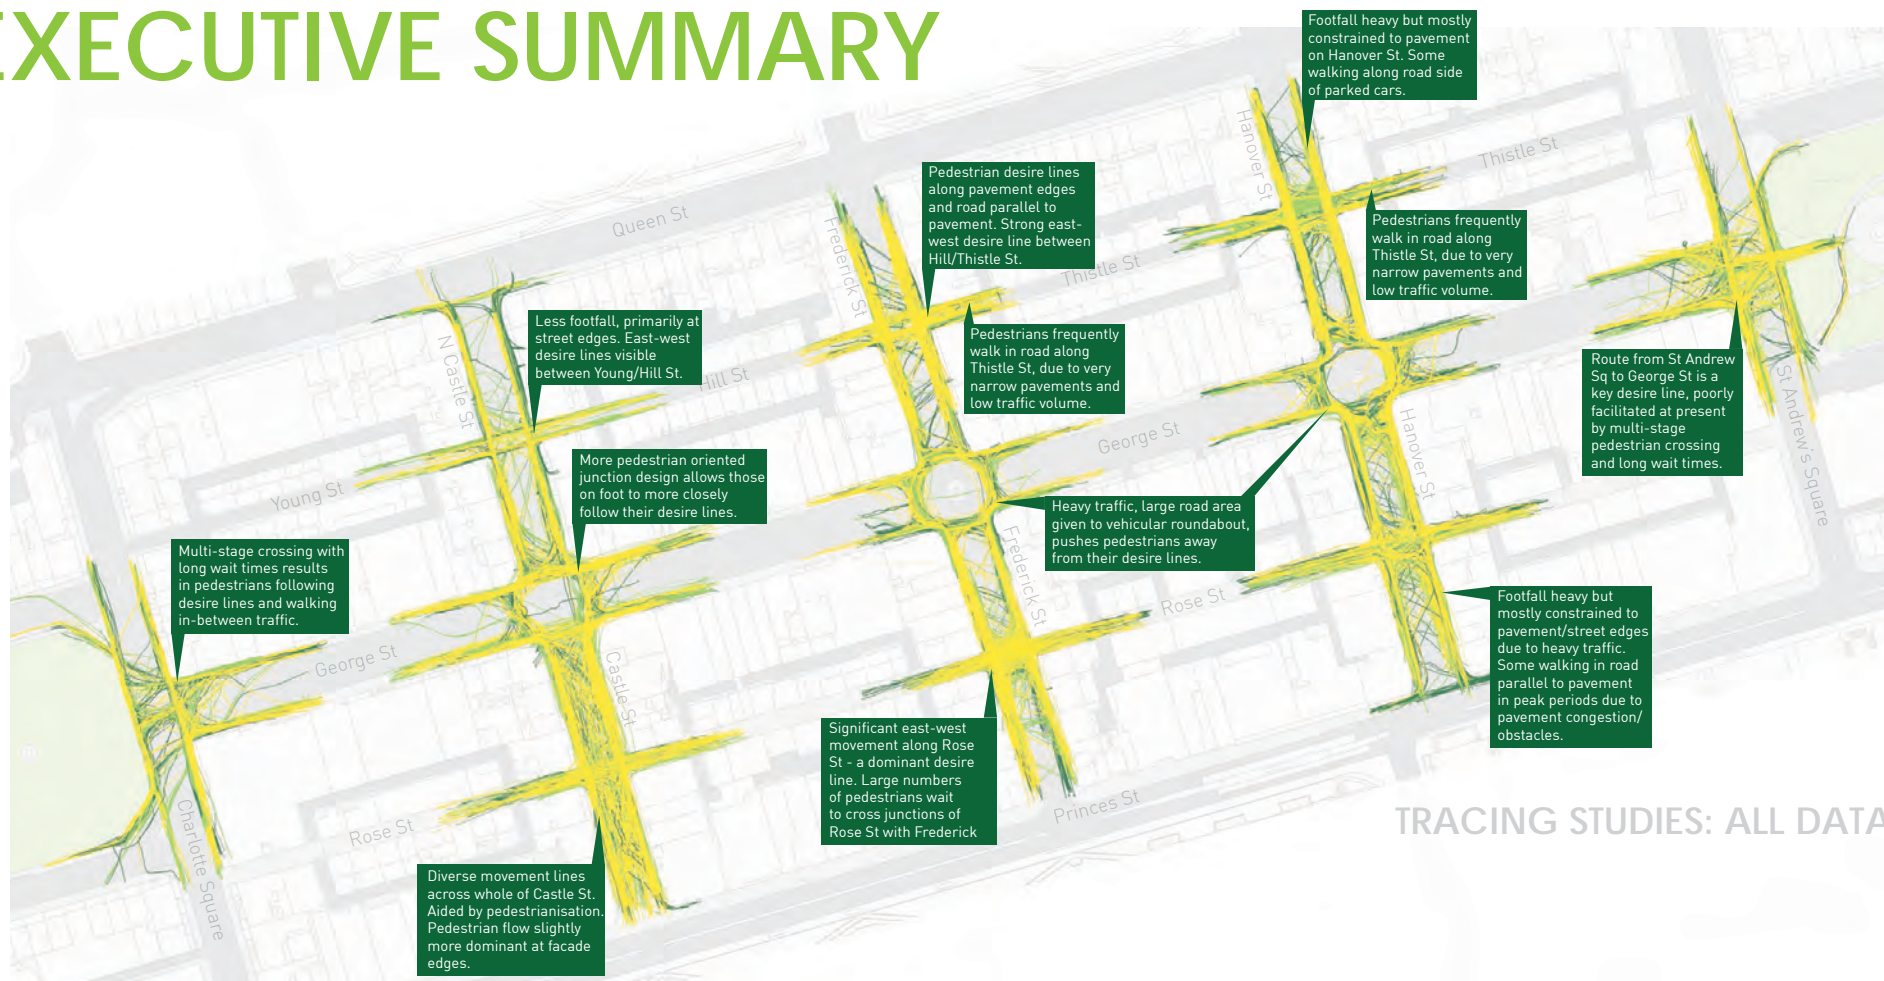 EXECUTIVE SUMMARY
Footfall heavy but mostly
constrained to pavement
on Hanover St. Some
walking along road side
of parked cars.
Pedestrian desire lines
along pavement edges
and road parallel to
pavement. Strong east-
west desire line between
Hill/Thistle St.
Pedestrians frequently
walk in road along
Thistle St, due to very
narrow pavements and
low traffic volume.
Less footfall, primarily at
street edges. East-west
desire lines visible
between Young/Hill St.
Pedestrians frequently
walk in road along
Thistle St, due to very
narrow pavements and
low traffic volume.
Route from St Andrew
Sq to George St is a
key desire line, poorly
facilitated at present
by multi-stage
pedestrian crossing
and long wait times.
More pedestrian oriented
junction design allows those
on foot to more closely
follow their desire lines.
Heavy traffic, large road area
given to vehicular roundabout,
pushes pedestrians away
from their desire lines.
Multi-stage crossing with
long wait times results
in pedestrians following
desire lines and walking
in-between traffic.
Footfall heavy but
mostly constrained to
pavement/street edges
due to heavy traffic.
Some walking in road
parallel to pavement
in peak periods due to
pavement congestion/
obstacles.
Significant east-west
movement along Rose
St - a dominant desire
line. Large numbers
of pedestrians wait
to cross junctions of
Rose St with Frederick
Diverse movement lines
across whole of Castle St.
Aided by pedestrianisation.
Pedestrian flow slightly
more dominant at facade
edges.
Queen St
Thistle St
Hanover St
Frederick St
Thistle St
N Castle St
Hill St
Young St
George St
Hanover St
St Andrew's Square
Frederick St
Rose St
George St
Castle St
Princes St
Rose St
Charlotte Square
TRACING STUDIES: ALL DATA